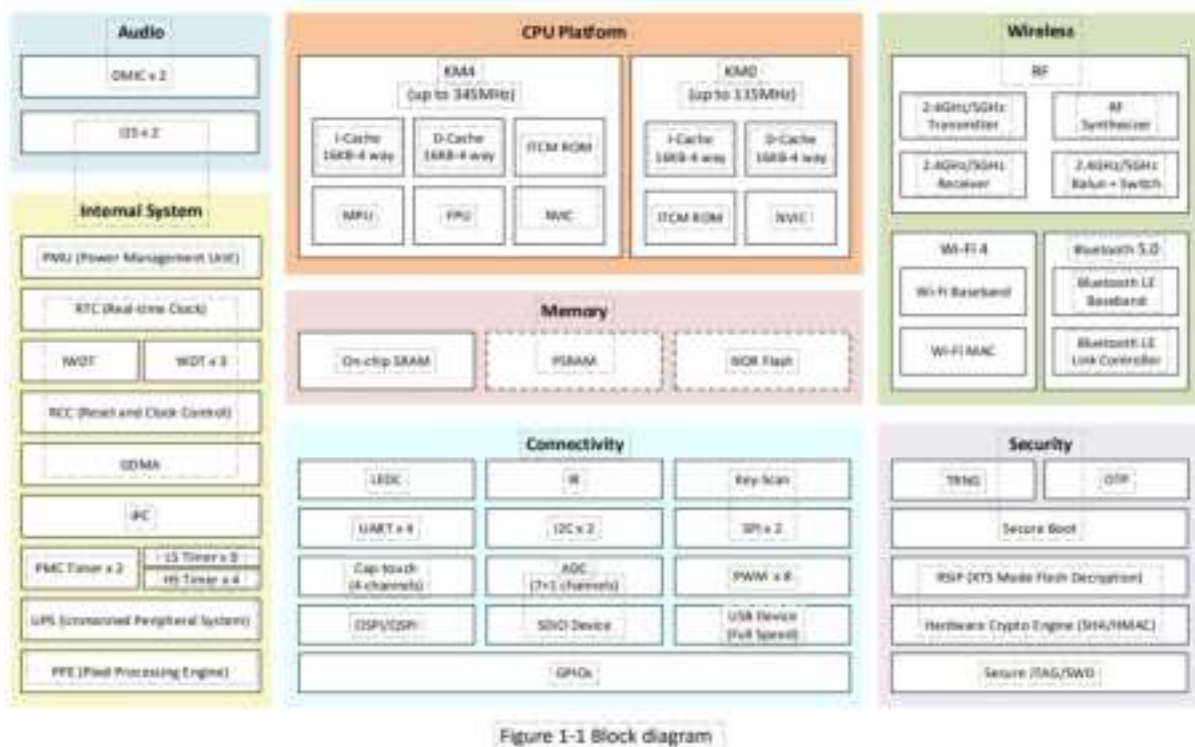 Audio
DMIC x 2
I2S x 2
Internal System
PMU (Power Management Unit)
RTC (Real-time Clock)
IWDT
WDT x 3
RCC (Reset and Clock Control)
GDMA
IPC
PMC Timer x 2
HS Timer x 4
UPS (Unmanned Peripheral System)
PPE (Pixel Processing Engine)
CPU Platform
KM4
(up to 345MHz)
I-Cache
16KB-4 way
D-Cache
16KB-4 way
ITCM ROM
MPU
FPU
NVIC
KM0
(up to 115MHz)
I-Cache
16KB-4 way
D-Cache
16KB-4 way
ITCM ROM
NVIC
Memory
On-chip SRAM
PSRAM
NOR Flash
Connectivity
LEDC
IR
Key-Scan
UART x 4
I2C x 2
SPI x 2
Cap touch
(4 channels)
ADC
(7+1 channels)
PWM x 8
OSPI/QSPI
SDIO Device
USB Device
(Full Speed)
GPIOs
Wireless
RF
2.4GHz/5GHz
Transmitter
RF
Synthesizer
2.4GHz/5GHz
Receiver
2.4GHz/5GHz
Balun + Switch
Wi-Fi 4
Wi-Fi Baseband
Wi-Fi MAC
Bluetooth 5.0
Bluetooth LE
Baseband
Bluetooth LE
Link Controller
Security
TRNG
OTP
Secure Boot
RSIP (XTS Mode Flash Decryption)
Hardware Crypto Engine (SHA/HMAC)
Secure JTAG/SWD
Figure 1-1 Block diagram